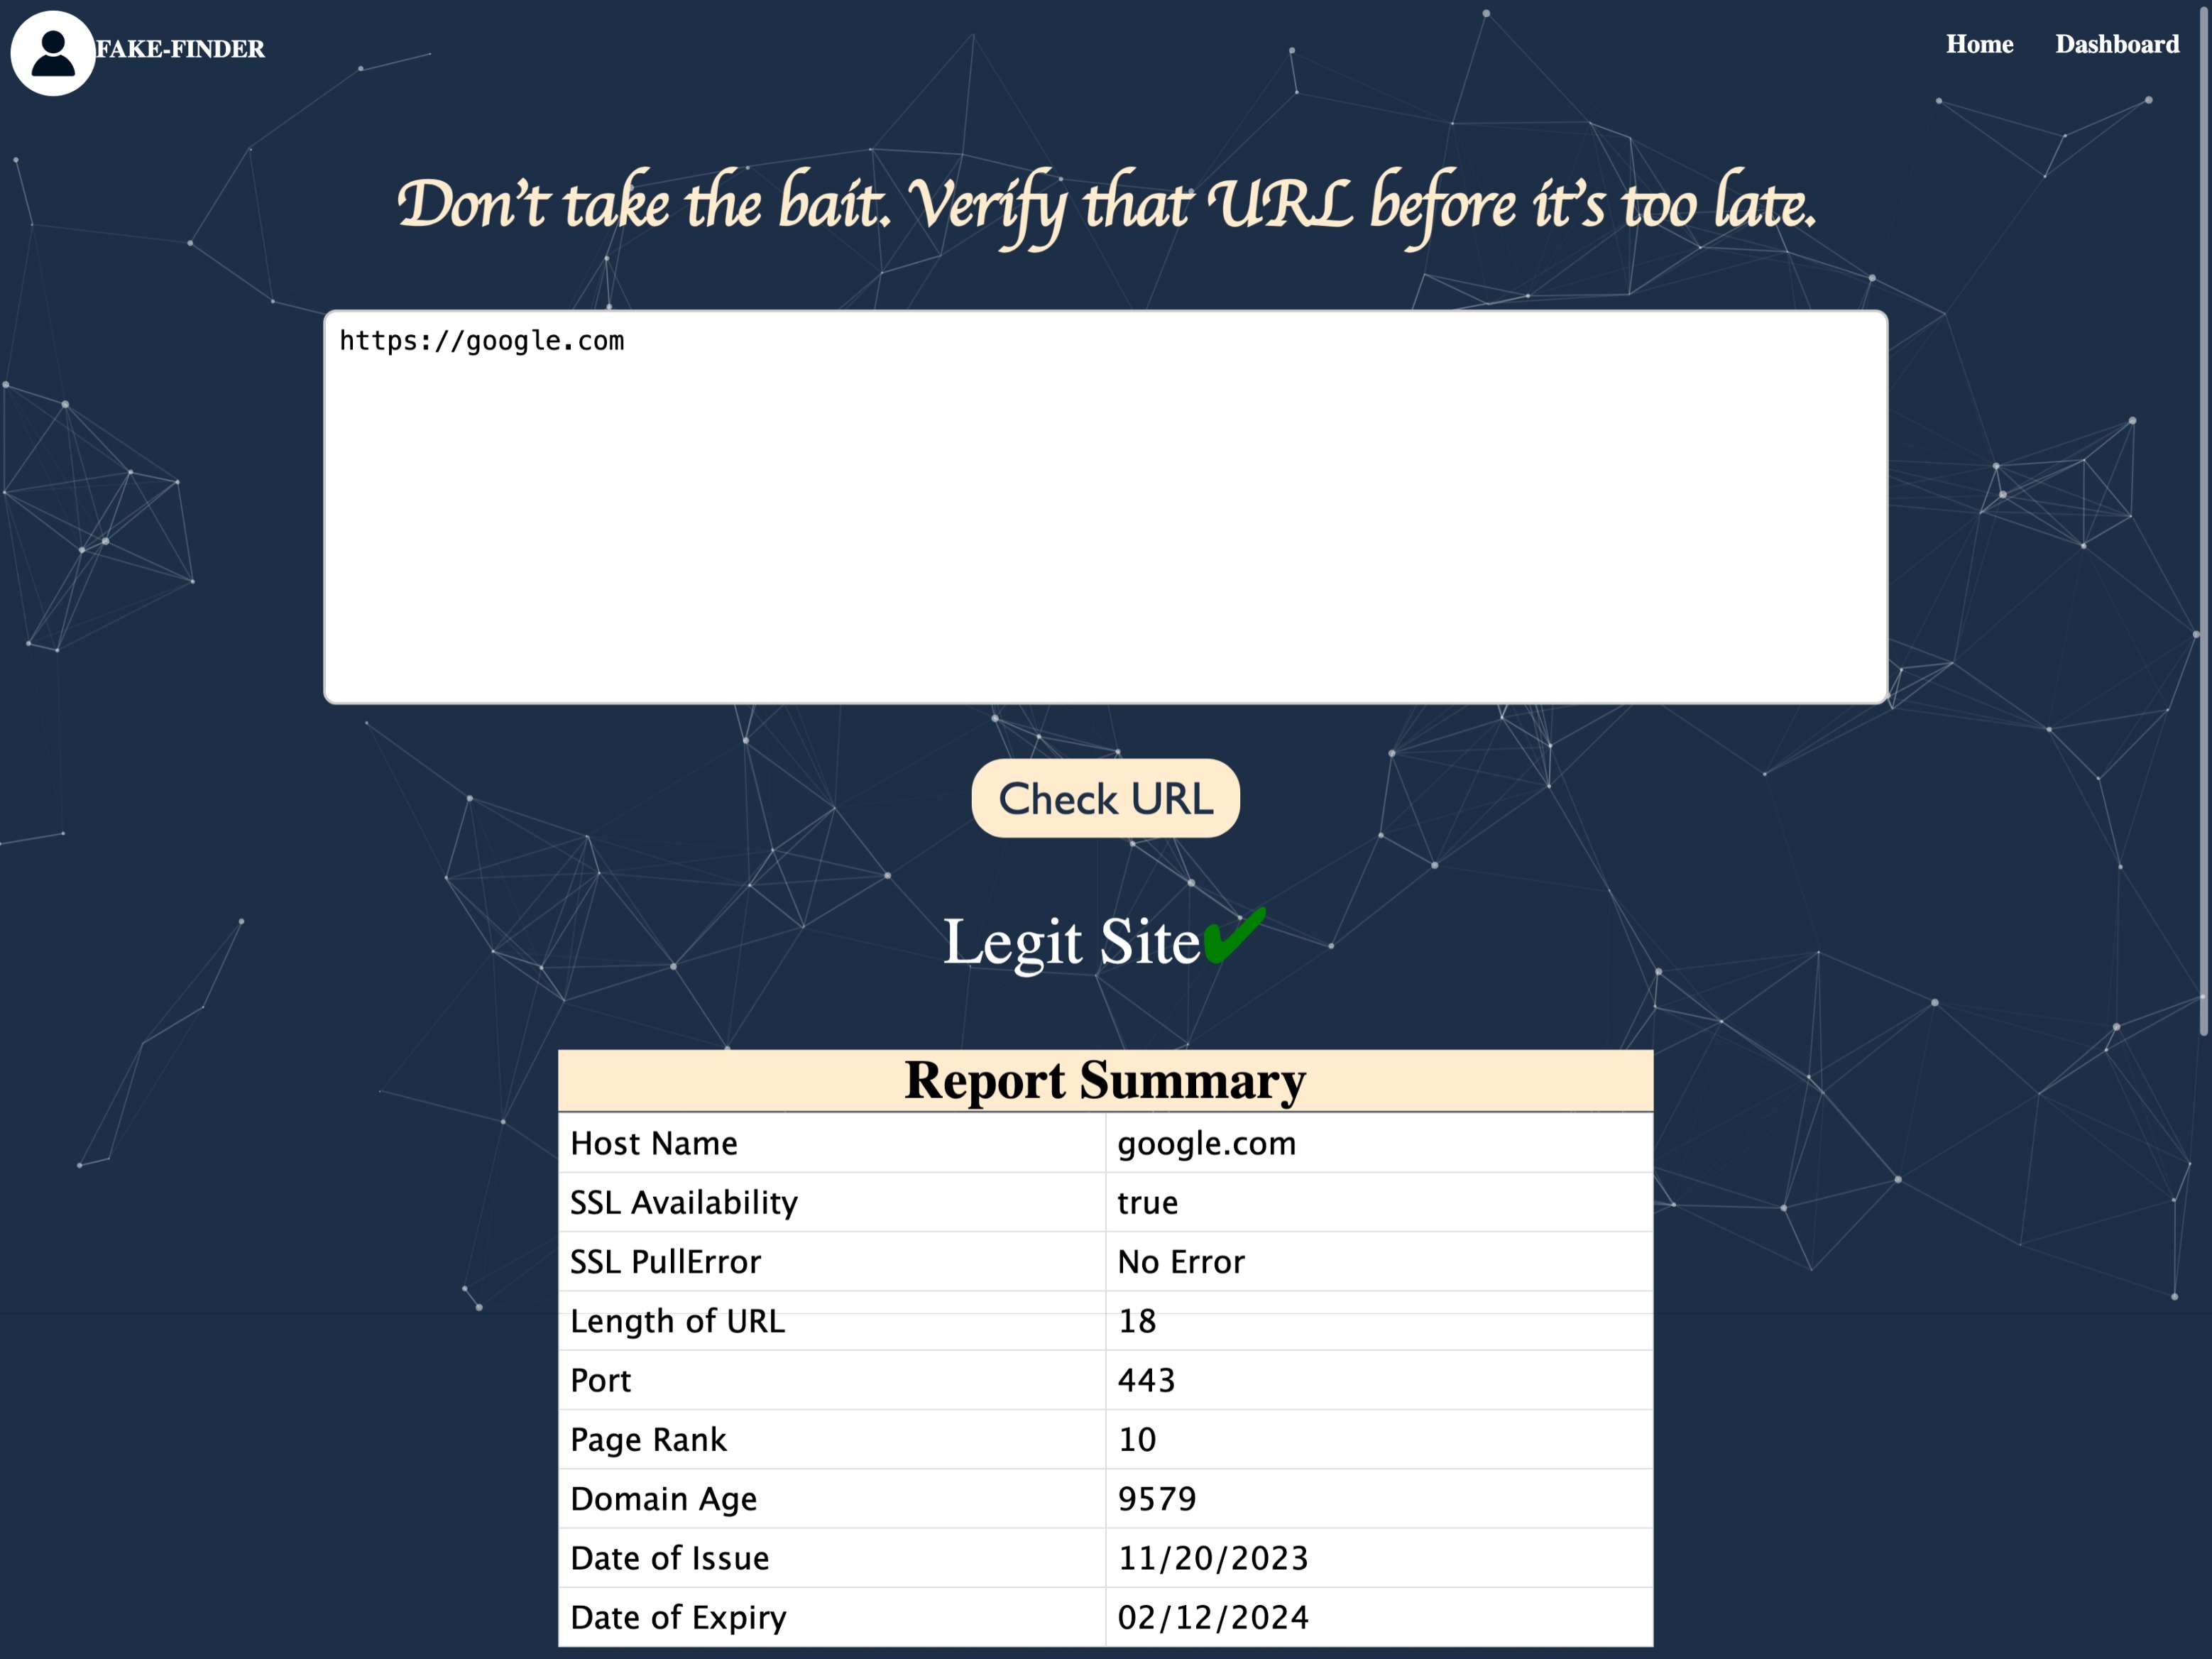 FAKE-FINDER
Home Dashboard
Don't take the bait. Verify that URL before it's too late.
https://google.com
Check URL
Legit Site✔
Report Summary
Host Name google.com
SSL Availability true
SSL PullError No Error
Length of URL 18
Port 443
Page Rank 10
Domain Age 9579
Date of Issue 11/20/2023
Date of Expiry 02/12/2024